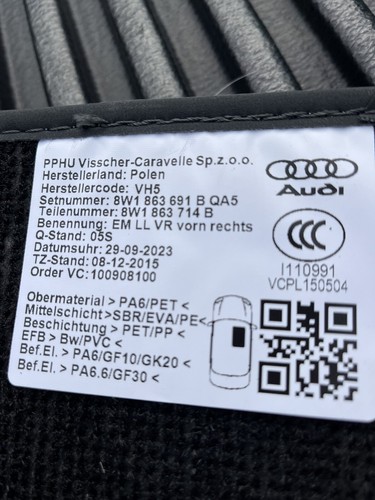 PPHU Visscher-Caravelle Sp.z.o.o.
Herstellerland: Polen
Herstellercode: VH5
Setnummer: 8W1 863 691 B QA5
Teilenummer: 8W1 863 714 B
Benennung: EM LL VR vorn rechts
Q-Stand: 05S
Datumsuhr: 29-09-2023
TZ-Stand: 08-12-2015
Order VC: 100908100
Audi
CCC
I110991
VCPL150504
Obermaterial >PA6/PET<
Mittelschicht>SBR/EVA/PE<
Beschichtung >PET/PP<
EFB > Bw/PVC<
Bef.El. > PA6/GF10/GK20 <
Bef.El. > PA6.6/GF30 <